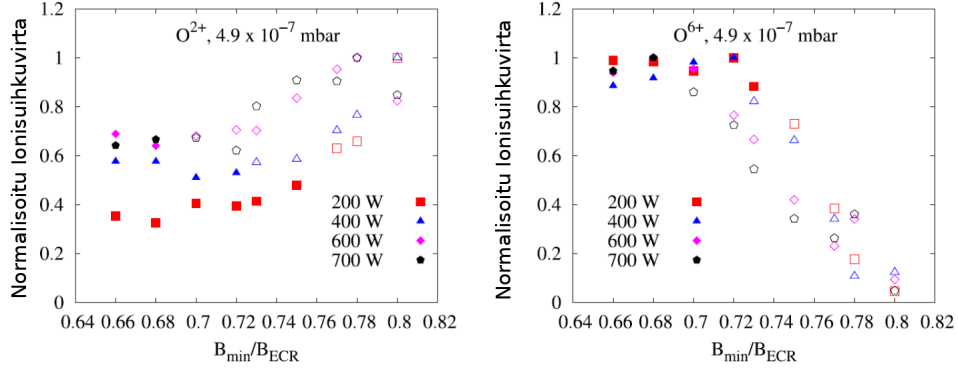 Normalisoitu Ionisuihkuvirta
1.2
1
0.8
0.6
0.4
0.2
0
O2+, 4.9 x 10-7 mbar
200 W
400 W
600 W
700 W
0.64 0.66 0.68 0.7 0.72 0.74 0.76 0.78 0.8 0.82
Bmin/BECR
Normalisoitu Ionisuihkuvirta
1.2
1
0.8
0.6
0.4
0.2
0
O6+, 4.9 x 10-7 mbar
200 W
400 W
600 W
700 W
0.64 0.66 0.68 0.7 0.72 0.74 0.76 0.78 0.8 0.82
Bmin/BECR